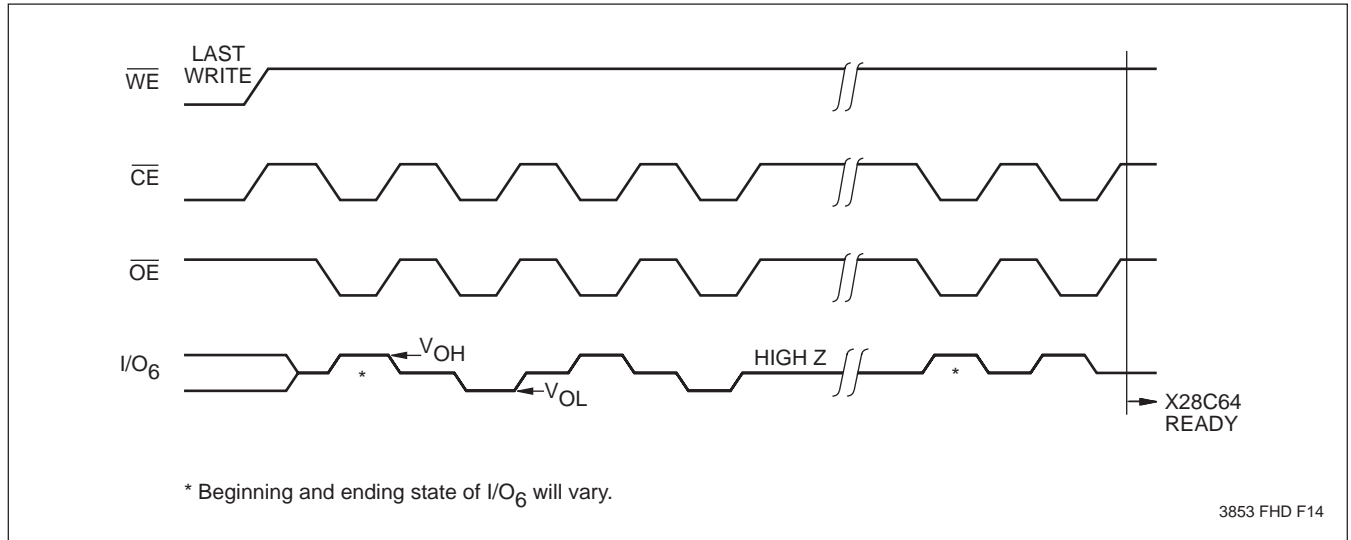 LAST
WRITE
WE
CE
OE
I/O6
VOH
*
VOL
HIGH Z
*
X28C64
READY
* Beginning and ending state of I/O6 will vary.
3853 FHD F14